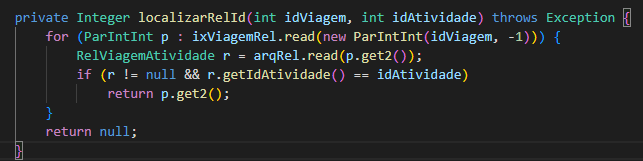 private Integer localizarRelId(int idViagem, int idAtividade) throws Exception {
    for (ParIntInt p : ixViagemRel.read(new ParIntInt(idViagem, -1))) {
        RelViagemAtividade r = arqRel.read(p.get2());
        if (r != null && r.getIdAtividade() == idAtividade)
            return p.get2();
    }
    return null;
}